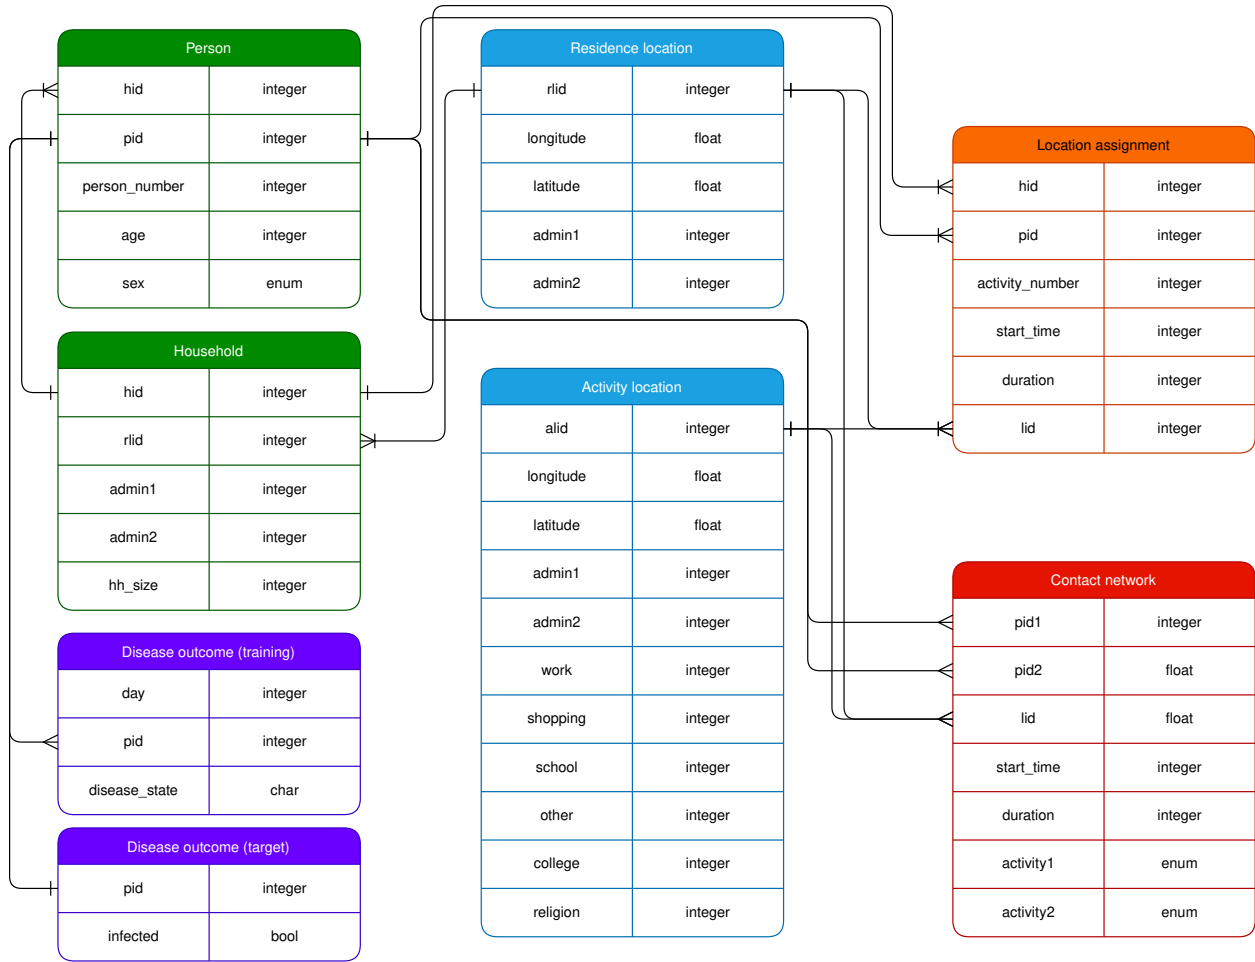 Person
hid integer
pid integer
person_number integer
age integer
sex enum
Household
hid integer
rlid integer
admin1 integer
admin2 integer
hh_size integer
Disease outcome (training)
day integer
pid integer
disease_state char
Disease outcome (target)
pid integer
infected bool
Residence location
rlid integer
longitude float
latitude float
admin1 integer
admin2 integer
Activity location
alid integer
longitude float
latitude float
admin1 integer
admin2 integer
work integer
shopping integer
school integer
other integer
college integer
religion integer
Location assignment
hid integer
pid integer
activity_number integer
start_time integer
duration integer
lid integer
Contact network
pid1 integer
pid2 float
lid float
start_time integer
duration integer
activity1 enum
activity2 enum